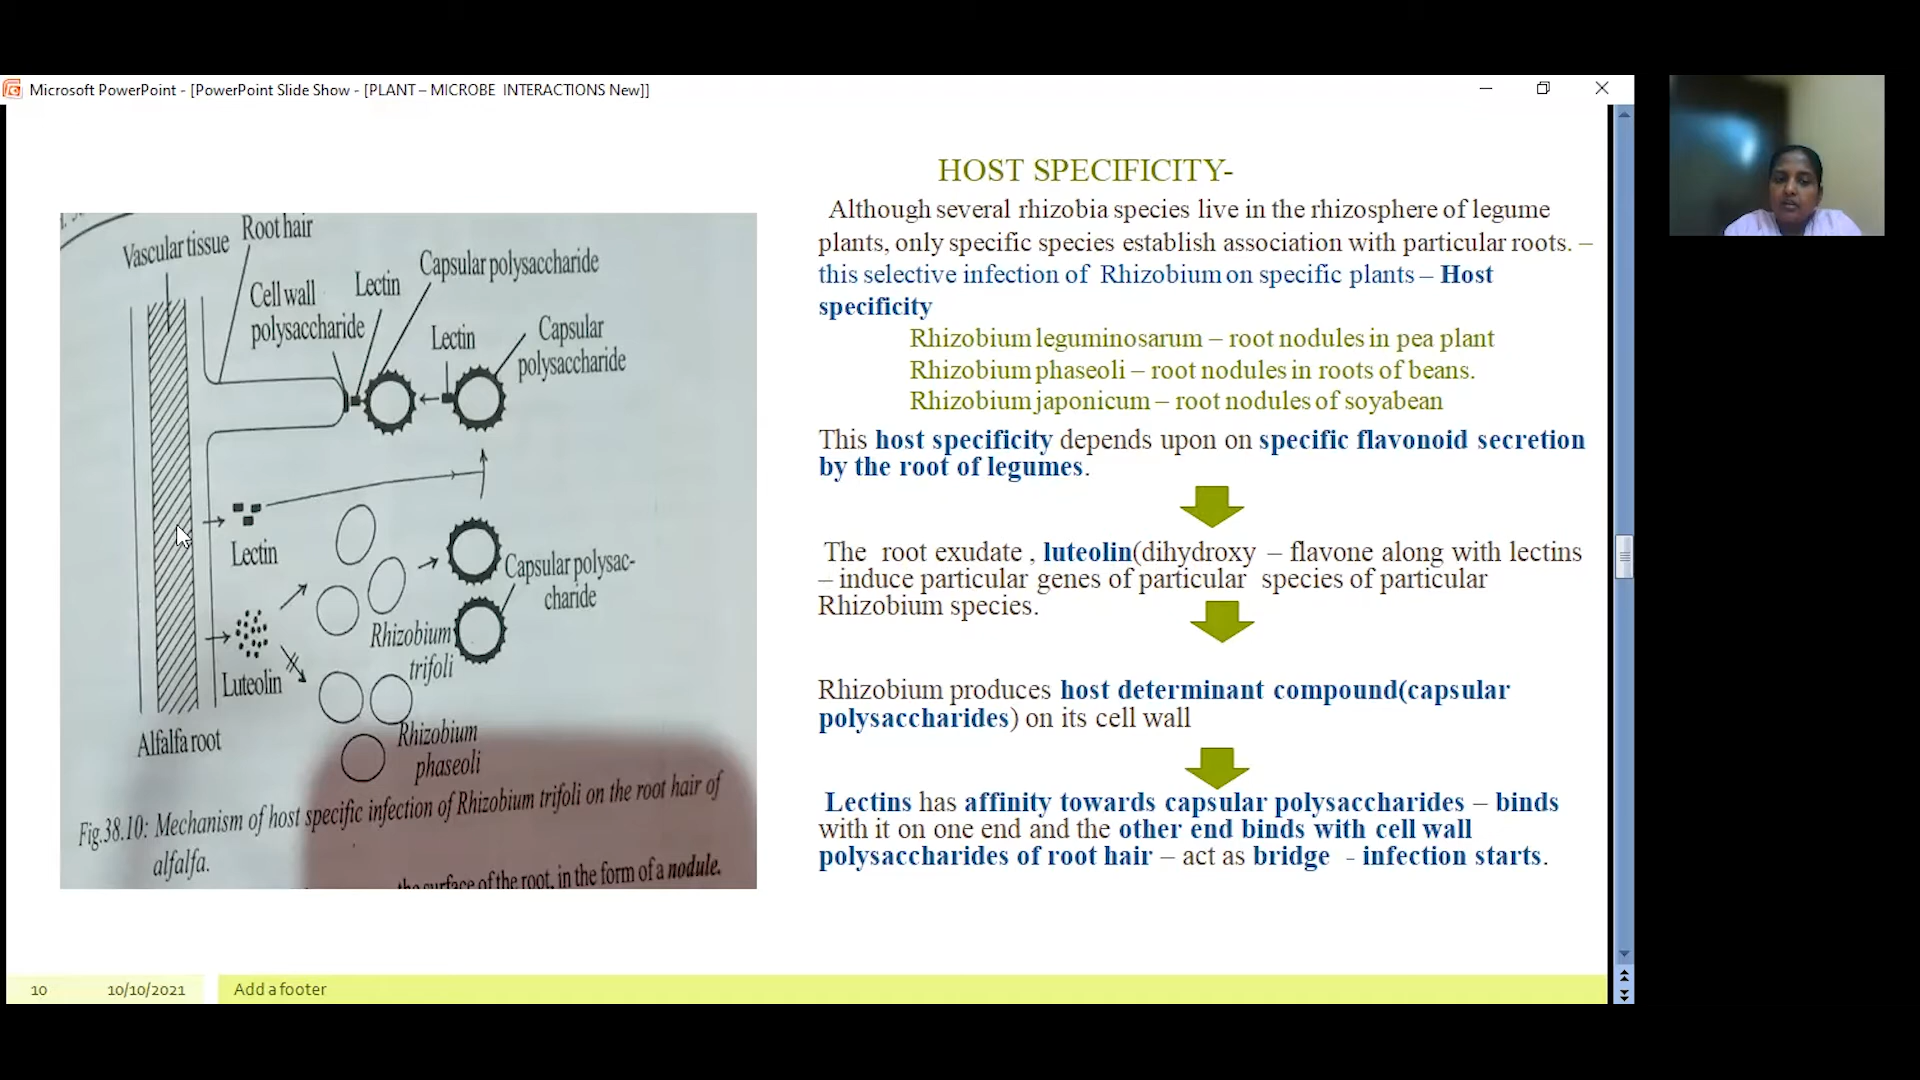 Microsoft PowerPoint - [PowerPoint Slide Show - [PLANT – MICROBE INTERACTIONS New]]
Vascular tissue
Root hair
Cell wall
polysaccharide
Lectin
Capsular polysaccharide
Lectin
Capsular
polysaccharide
Lectin
Capsular polysac-
charide
Rhizobium
trifoli
Luteolin
Rhizobium
phaseoli
Alfalfa root
Fig.38.10: Mechanism of host specific infection of Rhizobium trifoli on the root hair of
alfalfa.
the surface of the root, in the form of a nodule.
HOST SPECIFICITY-
Although several rhizobia species live in the rhizosphere of legume
plants, only specific species establish association with particular roots. –
this selective infection of Rhizobium on specific plants – Host
specificity
Rhizobium leguminosarum – root nodules in pea plant
Rhizobium phaseoli – root nodules in roots of beans.
Rhizobium japonicum – root nodules of soyabean
This host specificity depends upon on specific flavonoid secretion
by the root of legumes.
The root exudate , luteolin(dihydroxy – flavone along with lectins
– induce particular genes of particular species of particular
Rhizobium species.
Rhizobium produces host determinant compound(capsular
polysaccharides) on its cell wall
Lectins has affinity towards capsular polysaccharides – binds
with it on one end and the other end binds with cell wall
polysaccharides of root hair – act as bridge - infection starts.
10
10/10/2021
Add a footer